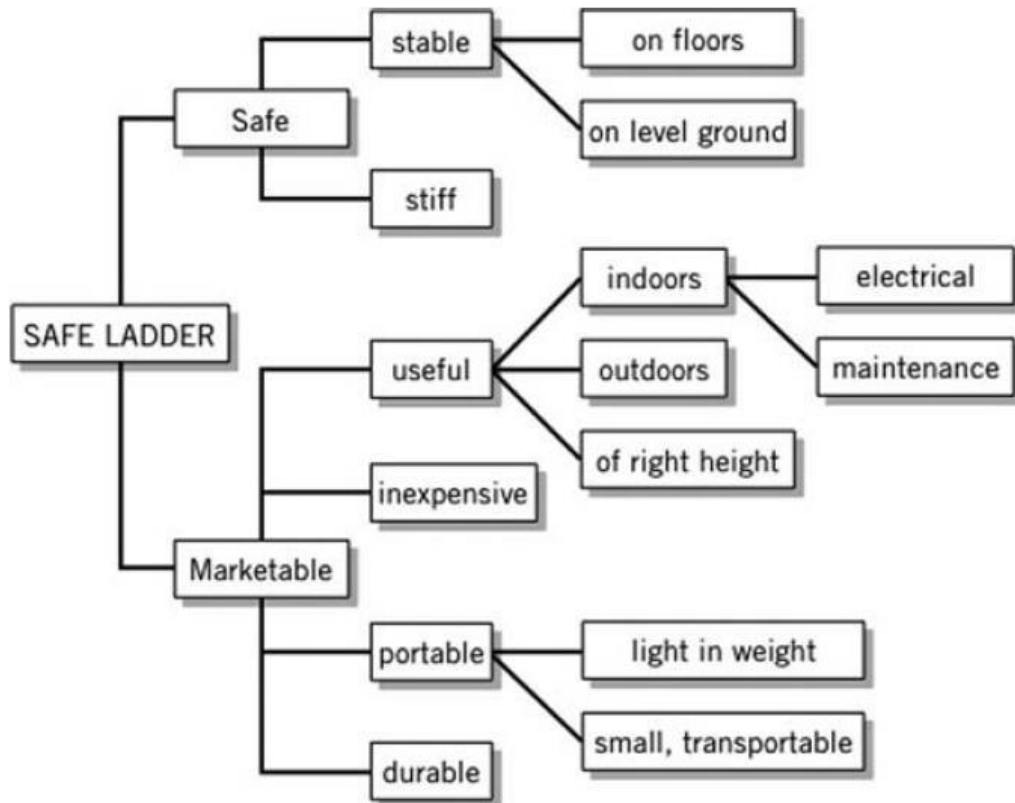 stable
on floors
Safe
on level ground
stiff
indoors
electrical
SAFE LADDER
useful
outdoors
maintenance
of right height
inexpensive
Marketable
portable
light in weight
small, transportable
durable